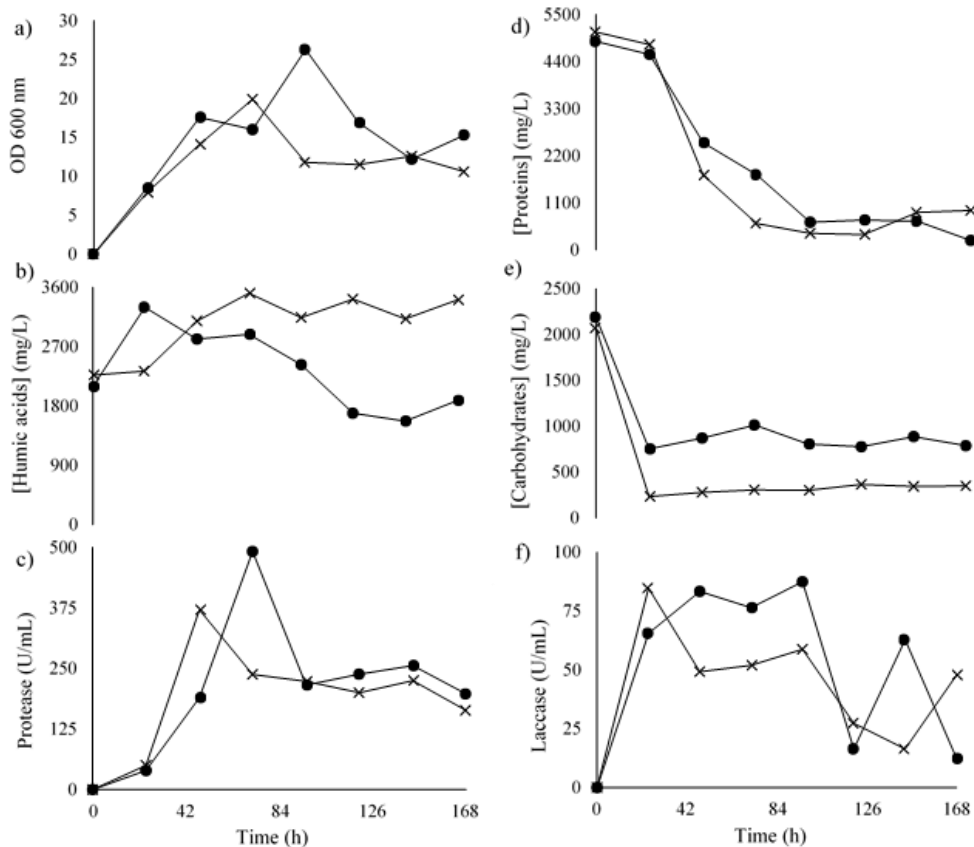 a)
OD 600 nm
30
25
20
15
10
5
0
b)
[Humic acids] (mg/L)
3600
2700
1800
900
0
c)
Protease (U/mL)
500
375
250
125
0
0 42 84 126 168
Time (h)
d)
[Proteins] (mg/L)
5500
4400
3300
2200
1100
0
e)
[Carbohydrates] (mg/L)
2500
2000
1500
1000
500
0
f)
Laccase (U/mL)
100
75
50
25
0
0 42 84 126 168
Time (h)